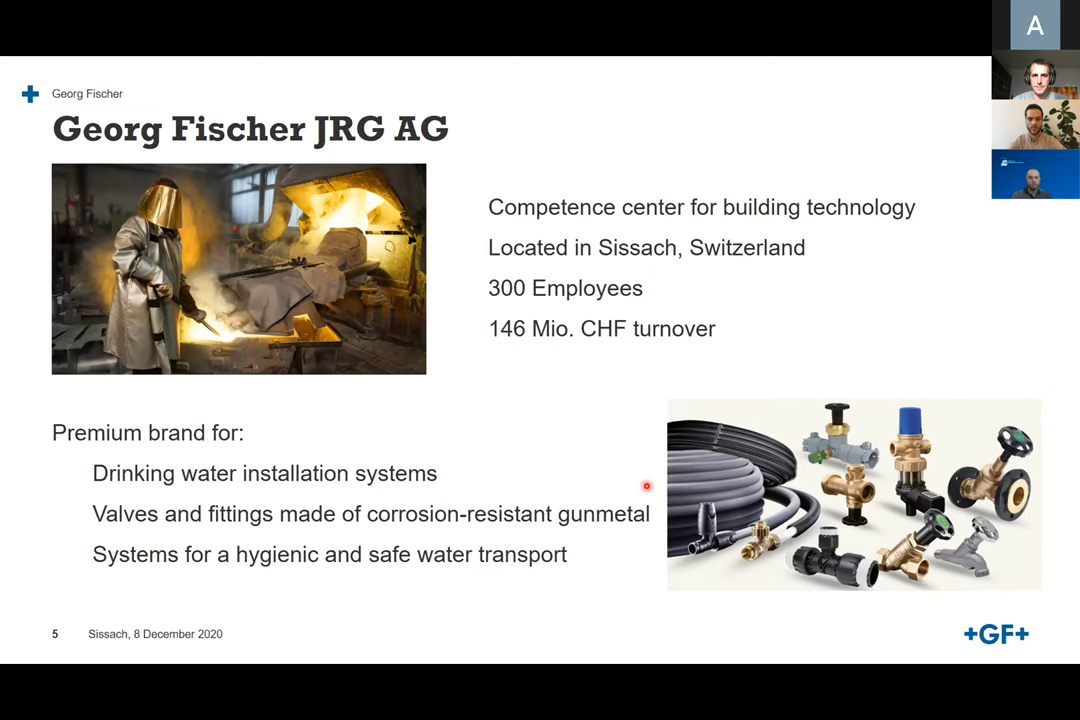 A
Georg Fischer
Georg Fischer JRG AG
Competence center for building technology
Located in Sissach, Switzerland
300 Employees
146 Mio. CHF turnover
Premium brand for:
Drinking water installation systems
Valves and fittings made of corrosion-resistant gunmetal
Systems for a hygienic and safe water transport
5 Sissach, 8 December 2020
+GF+